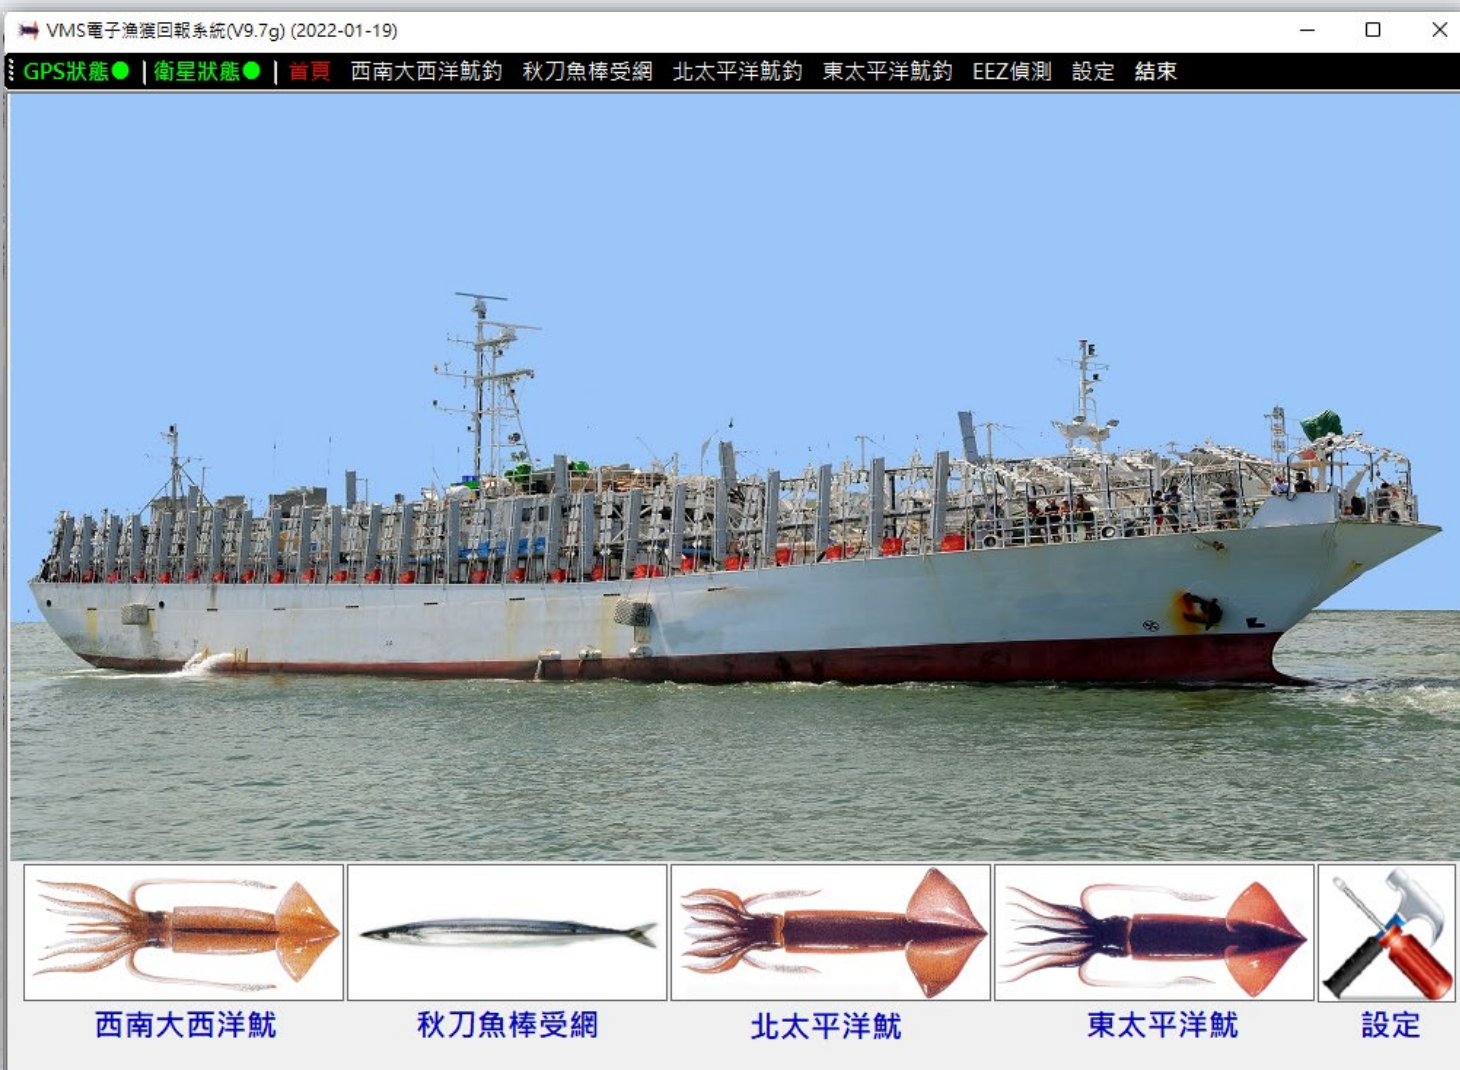 VMS電子漁獲回報系統(V9.7g) (2022-01-19)
GPS狀態● | 衛星狀態● | 首頁 西南大西洋魷釣 秋刀魚棒受網 北太平洋魷釣 東太平洋魷釣 EEZ偵測 設定 結束
西南大西洋魷 秋刀魚棒受網 北太平洋魷 東太平洋魷 設定